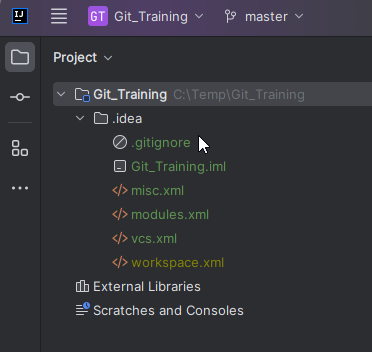 IJ GT Git_Training master
Project
Git_Training C:\Temp\Git_Training
.idea
.gitignore
Git_Training.iml
misc.xml
modules.xml
vcs.xml
workspace.xml
External Libraries
Scratches and Consoles